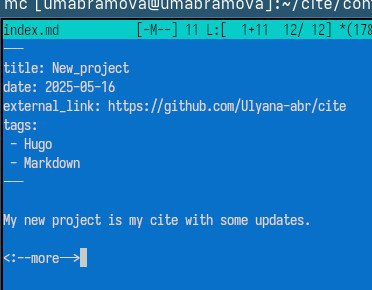 mc [umabramova@umabramova]:~/cite/con
index.md [-M--] 11 L:[ 1+11 12/ 12] *(178
---
title: New_project
date: 2025-05-16
external_link: https://github.com/Ulyana-abr/cite
tags:
- Hugo
- Markdown
---
My new project is my cite with some updates.
<:--more-->